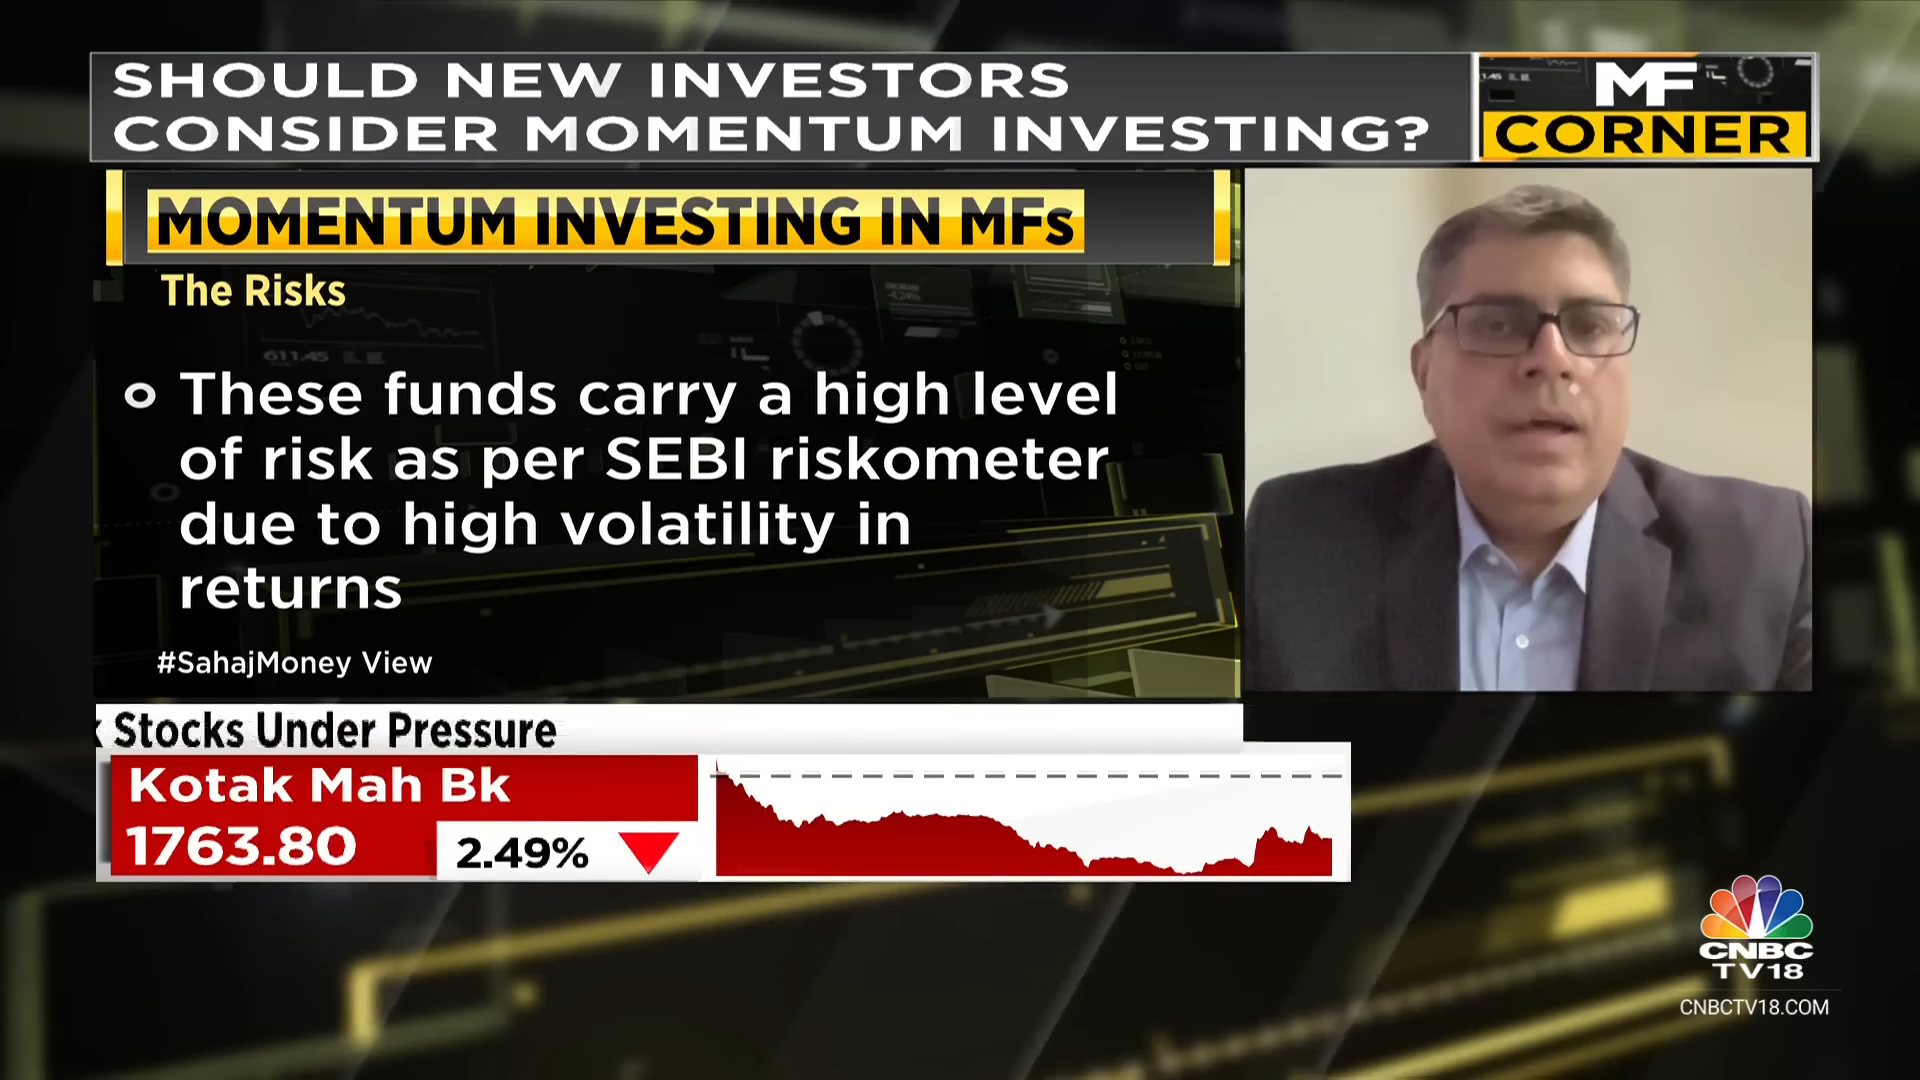 SHOULD NEW INVESTORS
CONSIDER MOMENTUM INVESTING?
MF
CORNER
MOMENTUM INVESTING IN MFs
The Risks
611.45
o These funds carry a high level
of risk as per SEBI riskometer
due to high volatility in
returns
#SahajMoney View
Stocks Under Pressure
Kotak Mah Bk
1763.80
2.49%
CNBC
TV18
CNBCTV18.COM